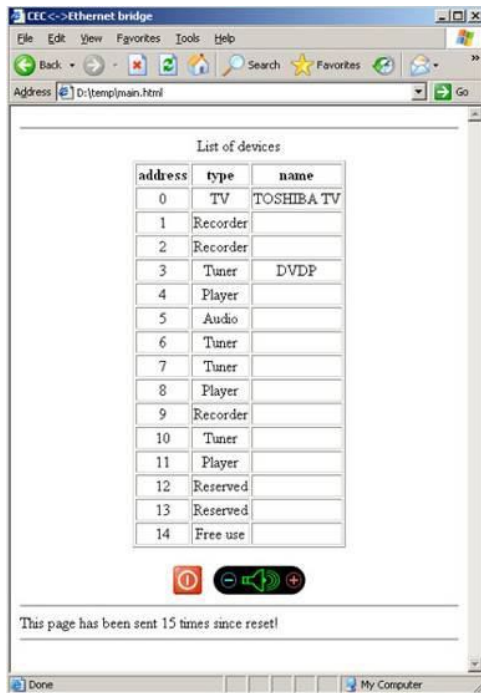 CEC<->Ethernet bridge
File Edit View Favorites Tools Help
Back Search Favorites
Address D:\temp\main.html Go
List of devices
address type name
0 TV TOSHIBA TV
1 Recorder
2 Recorder
3 Tuner DVDP
4 Player
5 Audio
6 Tuner
7 Tuner
8 Player
9 Recorder
10 Tuner
11 Player
12 Reserved
13 Reserved
14 Free use
This page has been sent 15 times since reset!
Done My Computer